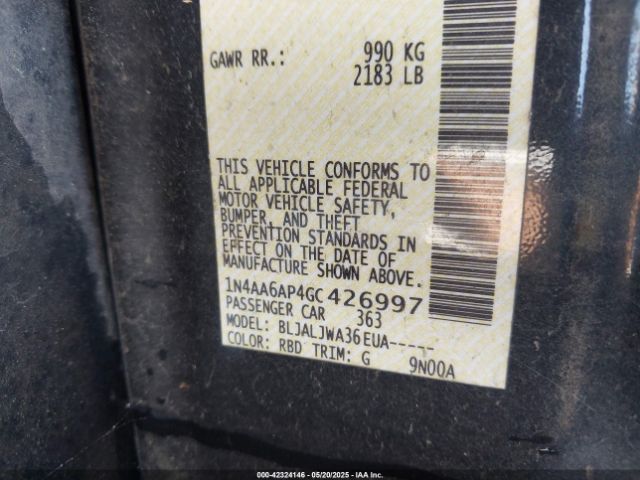 GAWR RR.: 990 KG
2183 LB
THIS VEHICLE CONFORMS TO
ALL APPLICABLE FEDERAL
MOTOR VEHICLE SAFETY,
BUMPER, AND THEFT
PREVENTION STANDARDS IN
EFFECT ON THE DATE OF
MANUFACTURE SHOWN ABOVE.
1N4AA6AP4GC426997
PASSENGER CAR 363
MODEL: BLJALJWA36EUA-----
COLOR: RBD TRIM: G 9N00A
000-42324146 — 05/20/2025 — IAA Inc.